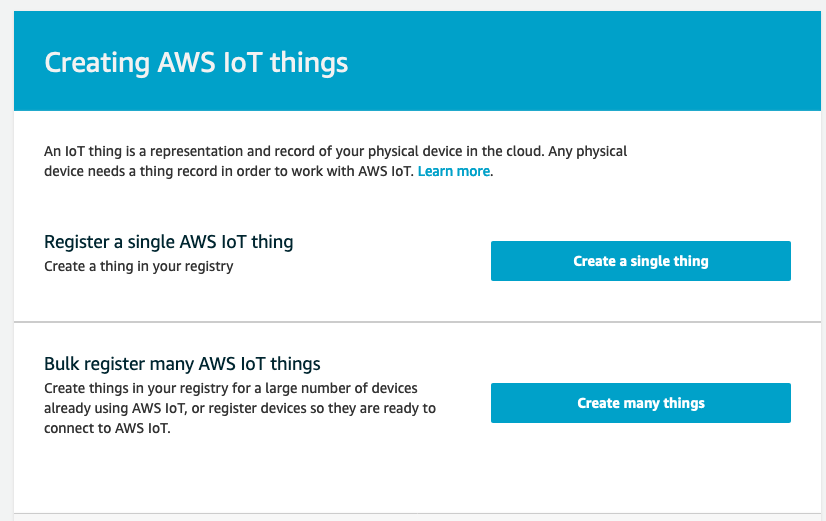 Creating AWS IoT things
An IoT thing is a representation and record of your physical device in the cloud. Any physical
device needs a thing record in order to work with AWS IoT. Learn more.
Register a single AWS IoT thing
Create a thing in your registry
Create a single thing
Bulk register many AWS IoT things
Create things in your registry for a large number of devices
already using AWS IoT, or register devices so they are ready to
connect to AWS IoT.
Create many things